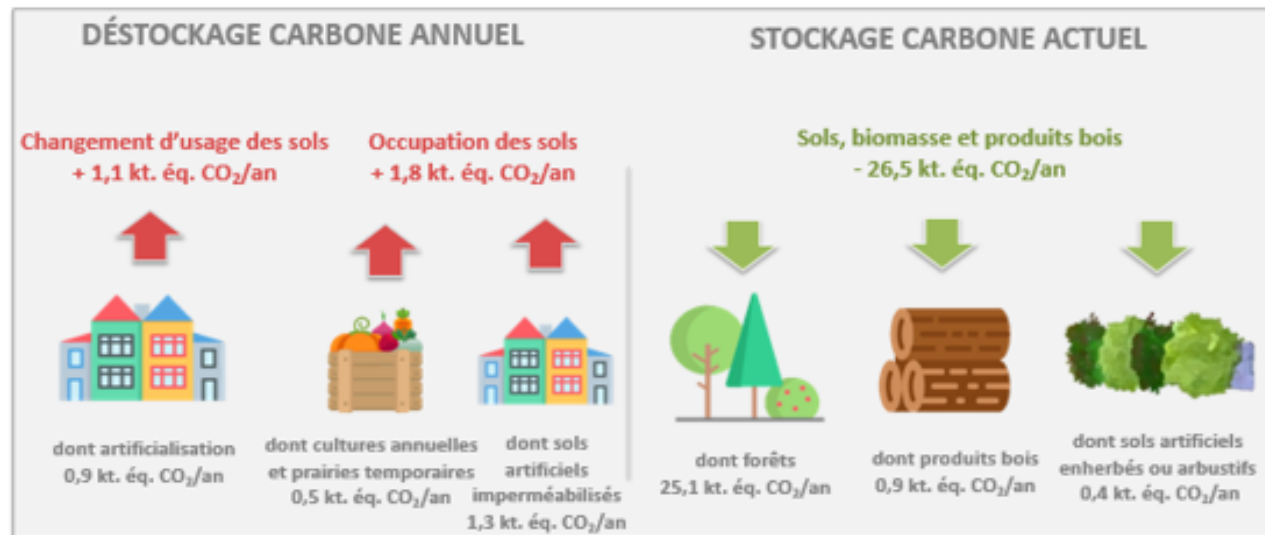 DÉSTOCKAGE CARBONE ANNUEL
Changement d'usage des sols
+ 1,1 kt. éq. CO₂/an
Occupation des sols
+ 1,8 kt. éq. CO₂/an
dont artificialisation
0,9 kt. éq. CO₂/an
dont cultures annuelles
et prairies temporaires
0,5 kt. éq. CO₂/an
dont sols
artificiels
imperméabilisés
1,3 kt. éq. CO₂/an
STOCKAGE CARBONE ACTUEL
Sols, biomasse et produits bois
- 26,5 kt. éq. CO₂/an
dont forêts
25,1 kt. éq. CO₂/an
dont produits bois
0,9 kt. éq. CO₂/an
dont sols artificiels
enherbés ou arbustifs
0,4 kt. éq. CO₂/an